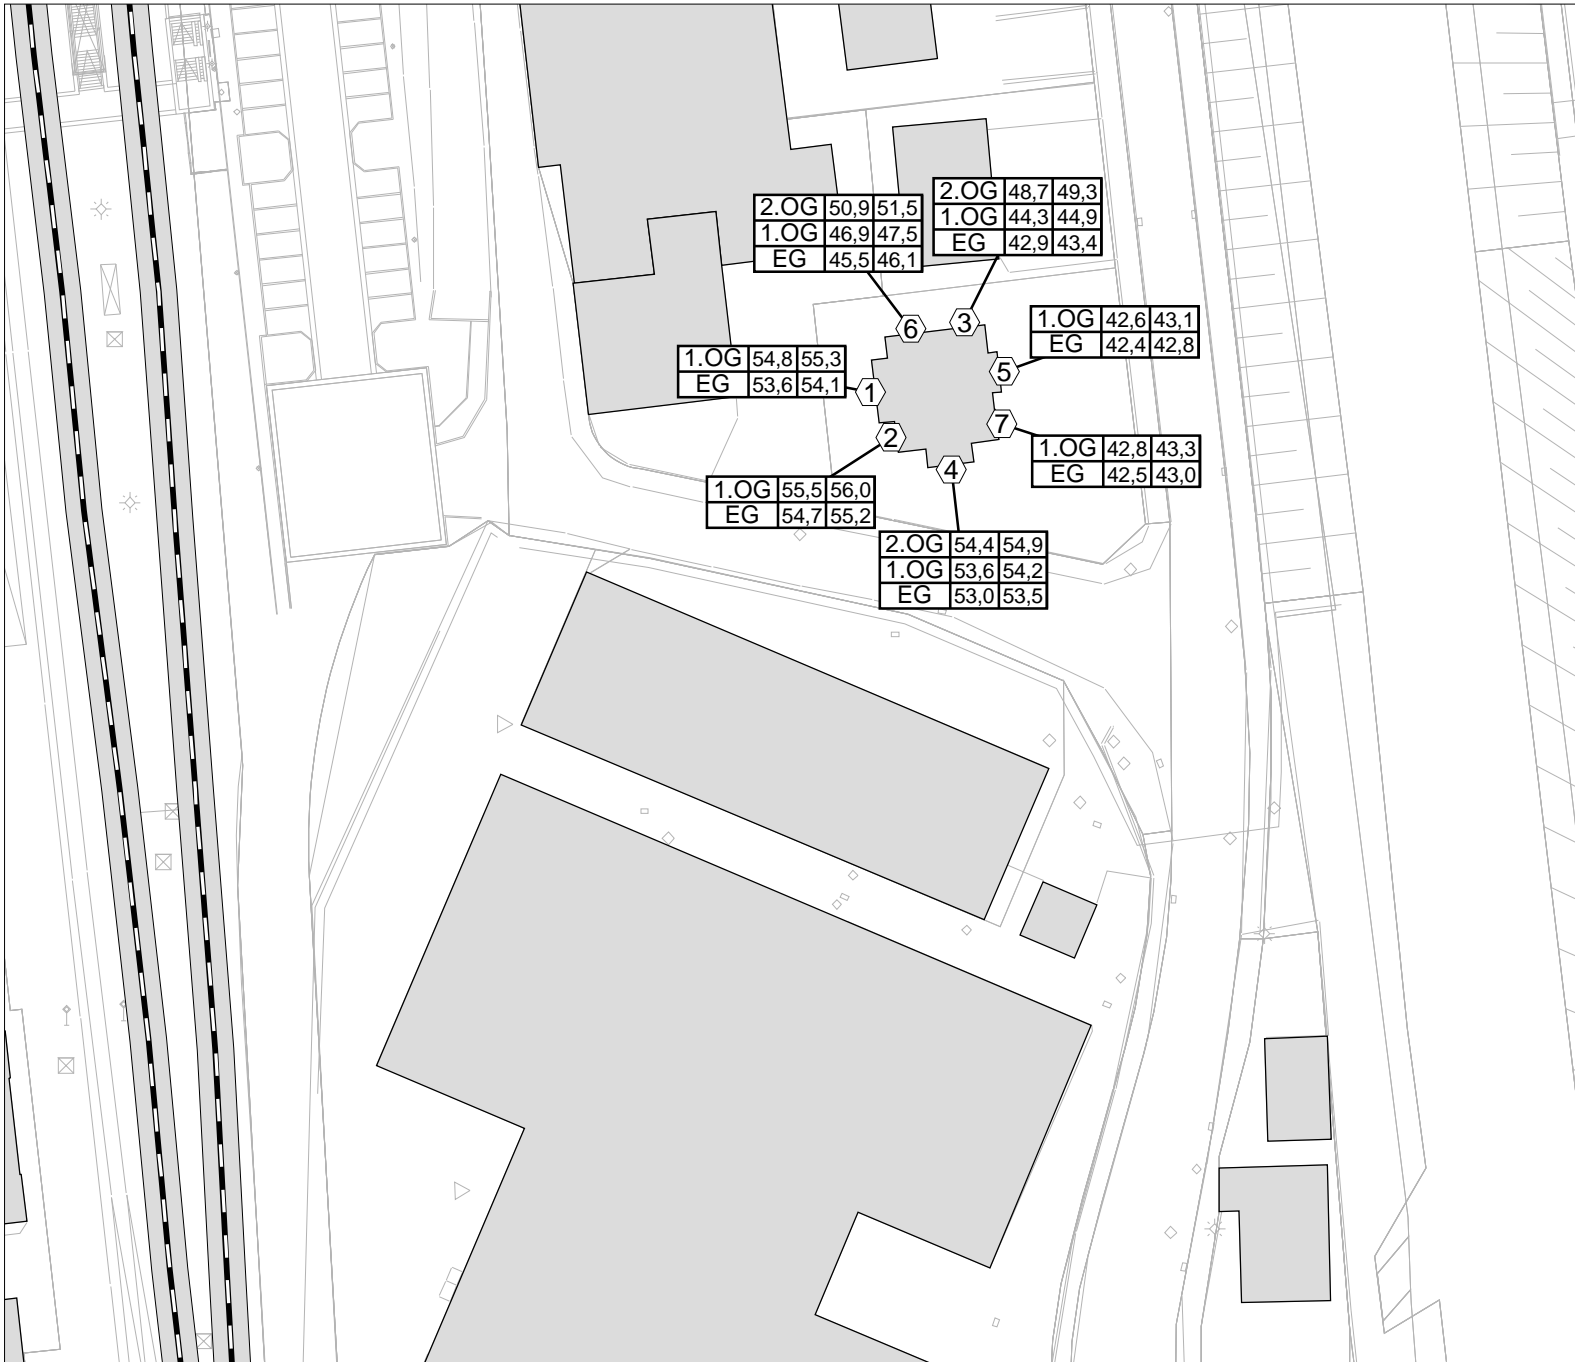 2.OG 48,7 49,3
1.OG 44,3 44,9
EG 42,9 43,4
2.OG 50,9 51,5
1.OG 46,9 47,5
EG 45,5 46,1
6
3
1.OG 42,6 43,1
EG 42,4 42,8
1.OG 54,8 55,3
EG 53,6 54,1
5
1
7
2
1.OG 42,8 43,3
EG 42,5 43,0
4
1.OG 55,5 56,0
EG 54,7 55,2
2.OG 54,4 54,9
1.OG 53,6 54,2
EG 53,0 53,5